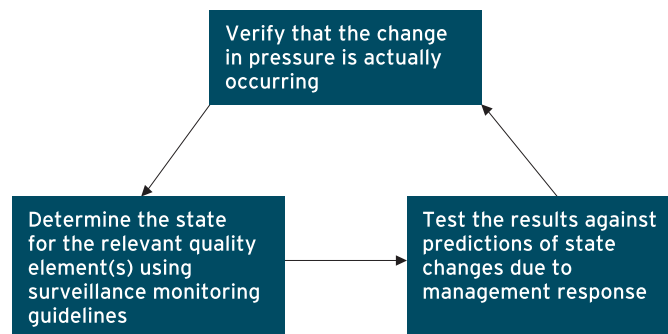 Verify that the change
in pressure is actually
occurring
Determine the state
for the relevant quality
element(s) using
surveillance monitoring
guidelines
Test the results against
predictions of state
changes due to
management response